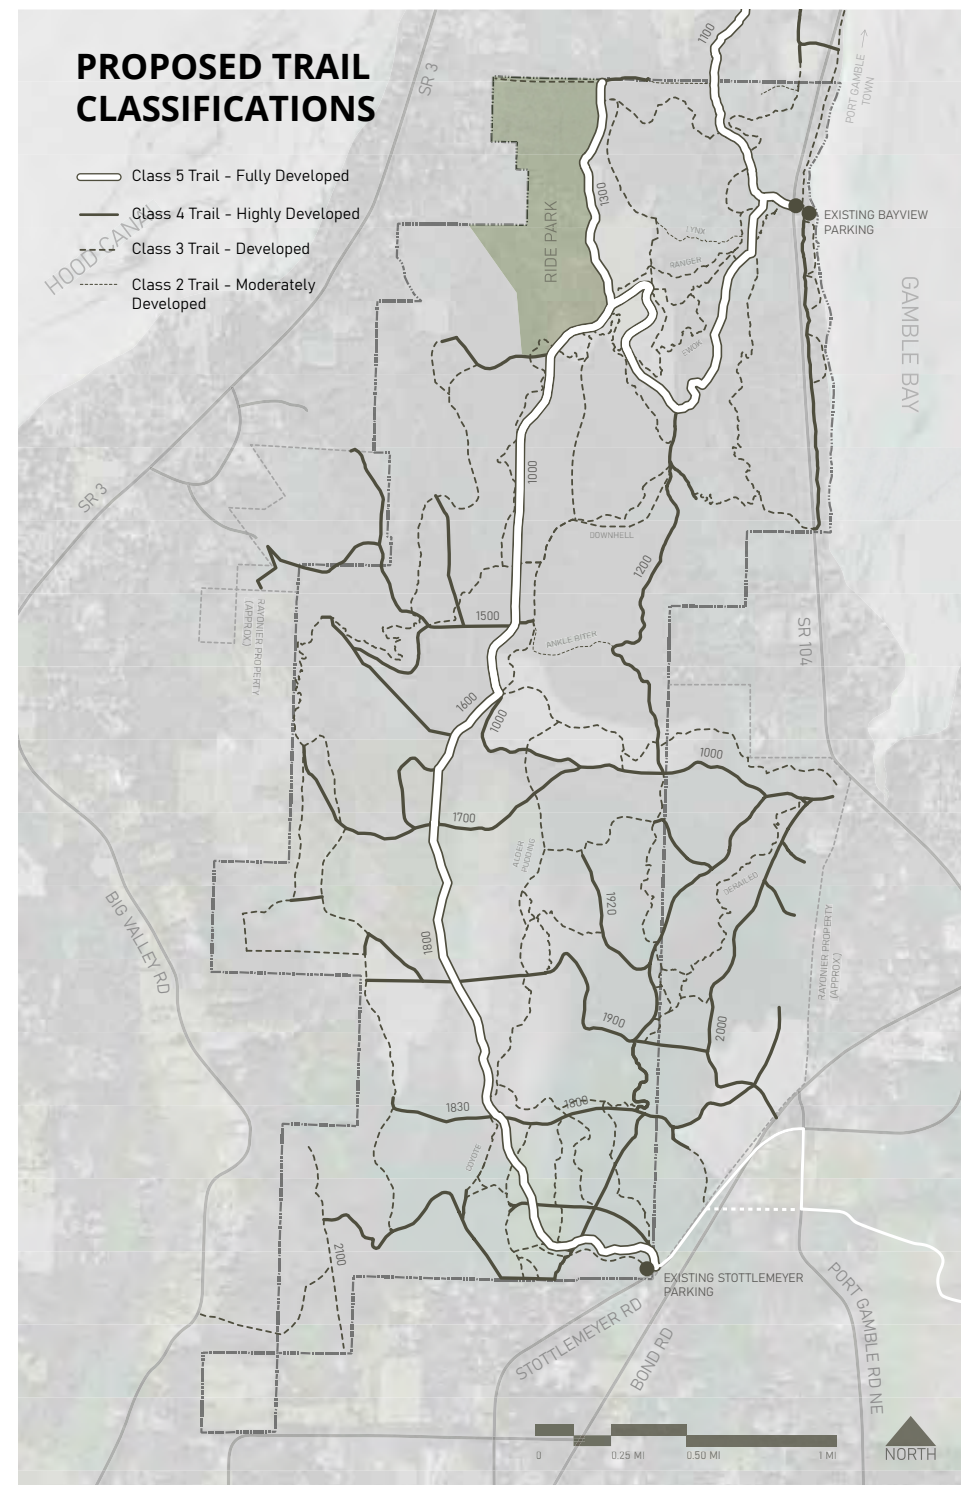 PROPOSED TRAIL
CLASSIFICATIONS
Class 5 Trail - Fully Developed
Class 4 Trail - Highly Developed
Class 3 Trail - Developed
Class 2 Trail - Moderately
Developed
HOOD CANAL
SR 3
1100
PORT GAMBLE
TOWN
EXISTING BAYVIEW
PARKING
GAMBLE BAY
RIDE PARK
1300
LYNX
RANGER
EWOK
SR 3
1000
DOWNHELL
1200
RAYONIER PROPERTY
(APPROX.)
1500
ANKLE BITER
SR 104
1600
1000
1000
1700
ALDER
PUDDING
DERAILED
1920
BIG VALLEY RD
1800
RAYONIER PROPERTY
(APPROX.)
1900
2000
1830
1800
COYOTE
2100
EXISTING STOTTLEMEYER
PARKING
STOTTLEMEYER RD
BOND RD
PORT GAMBLE RD NE
0
0.25 MI
0.50 MI
1 MI
NORTH